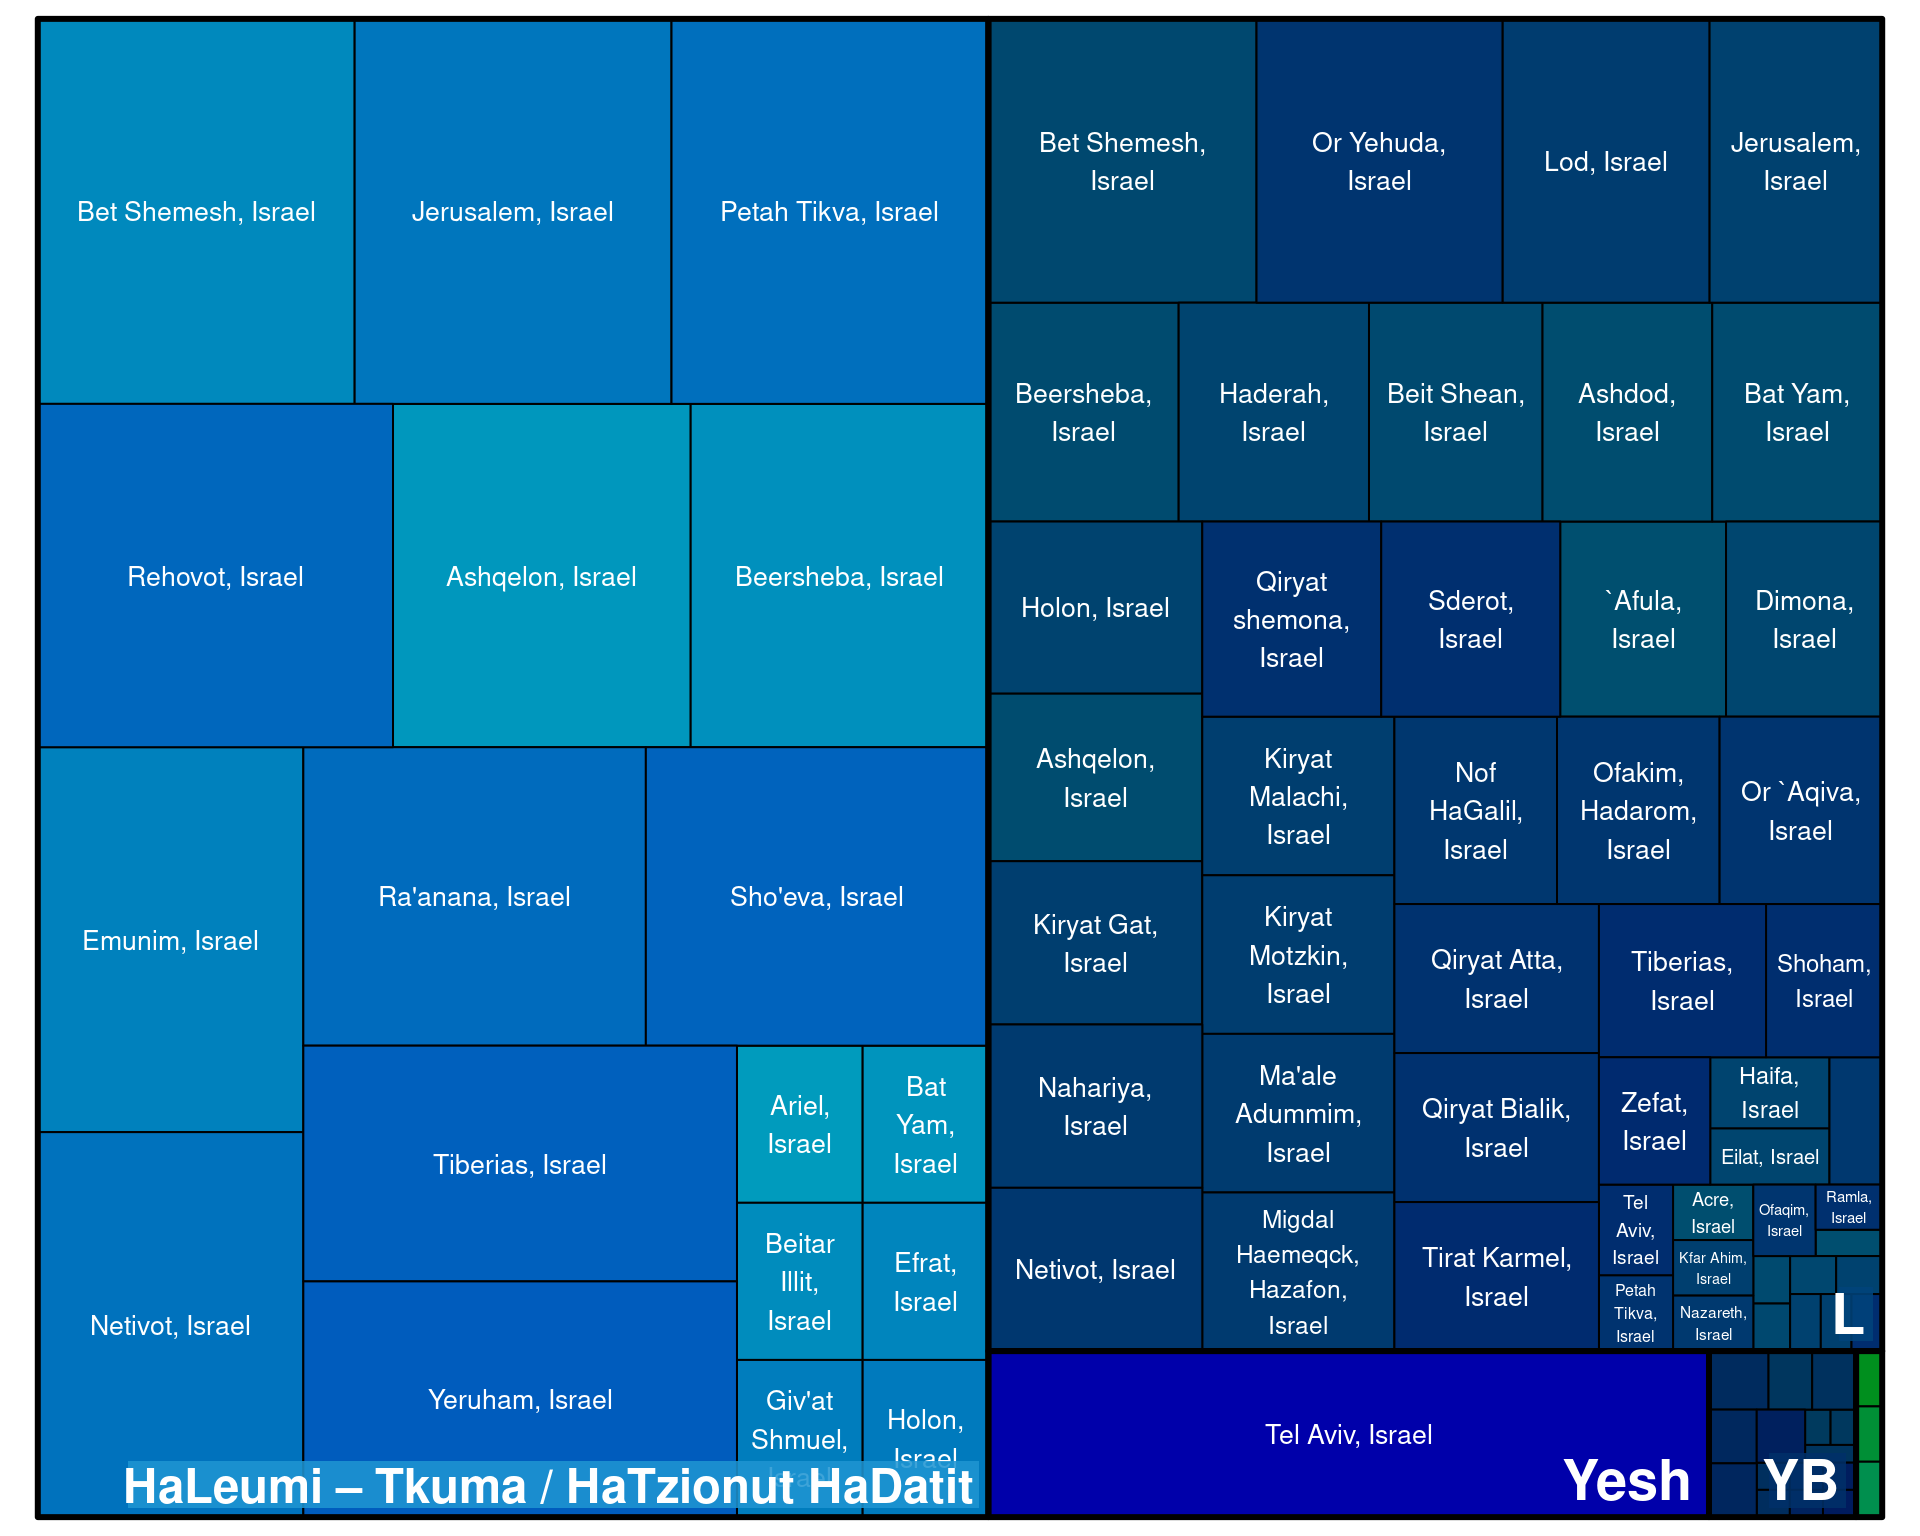 Bet Shemesh, Israel
Jerusalem, Israel
Petah Tikva, Israel
Rehovot, Israel
Ashqelon, Israel
Beersheba, Israel
Emunim, Israel
Ra'anana, Israel
Sho'eva, Israel
Netivot, Israel
Tiberias, Israel
Yeruham, Israel
Ariel,
Israel
Bat
Yam,
Israel
Beitar
Illit,
Israel
Efrat,
Israel
Giv'at
Shmuel,
Israel
Holon,
Israel
HaLeumi – Tkuma / HaTzionut HaDatit
Bet Shemesh,
Israel
Or Yehuda,
Israel
Lod, Israel
Jerusalem,
Israel
Beersheba,
Israel
Haderah,
Israel
Beit Shean,
Israel
Ashdod,
Israel
Bat Yam,
Israel
Holon, Israel
Ashqelon,
Israel
Kiryat Gat,
Israel
Nahariya,
Israel
Netivot, Israel
Qiryat
shemona,
Israel
Sderot,
Israel
`Afula,
Israel
Dimona,
Israel
Kiryat
Malachi,
Israel
Kiryat
Motzkin,
Israel
Ma'ale
Adummim,
Israel
Migdal
Haemeqck,
Hazafon,
Israel
Nof
HaGalil,
Israel
Ofakim,
Hadarom,
Israel
Or `Aqiva,
Israel
Qiryat Atta,
Israel
Qiryat Bialik,
Israel
Tirat Karmel,
Israel
Tiberias,
Israel
Shoham,
Israel
Zefat,
Israel
Haifa,
Israel
Eilat, Israel
Tel
Aviv,
Israel
Petah
Tikva,
Israel
Acre,
Israel
Kfar Ahim,
Israel
Nazareth,
Israel
Ofaqim,
Israel
Ramla,
Israel
L
Tel Aviv, Israel
Yesh
YB